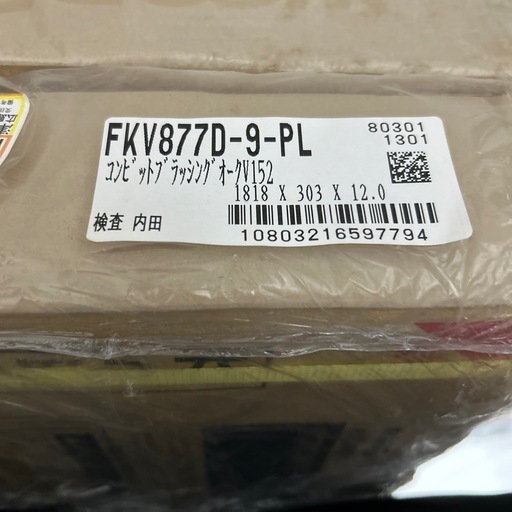 FKV877D-9-PL
80301
1301
コンビットブラッシングオークV152
1818 X 303 X 12.0
検査 内田
10803216597794